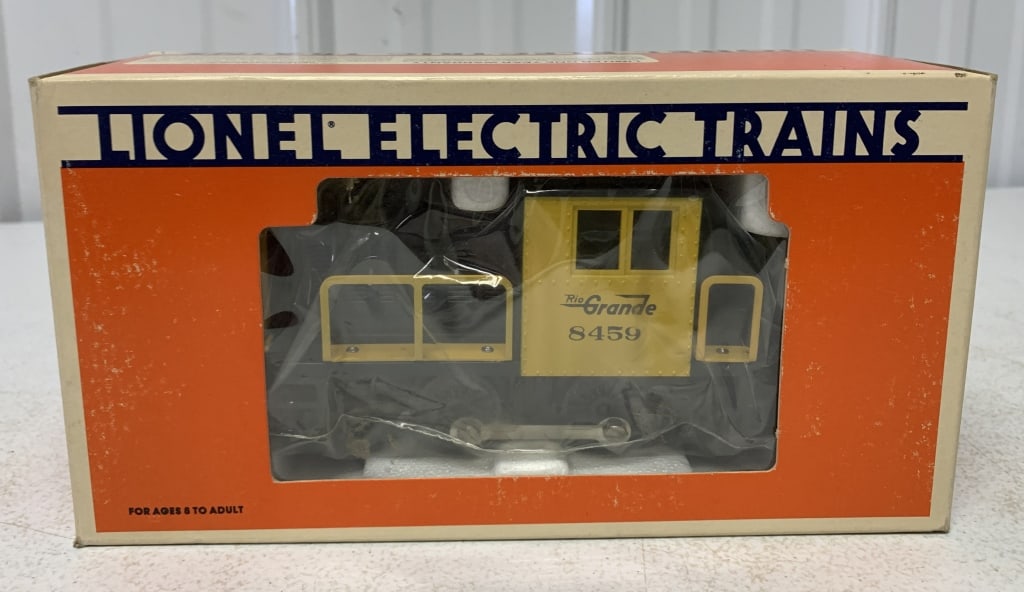 LIONEL® ELECTRIC TRAINS
Rio Grande
8459
FOR AGES 8 TO ADULT